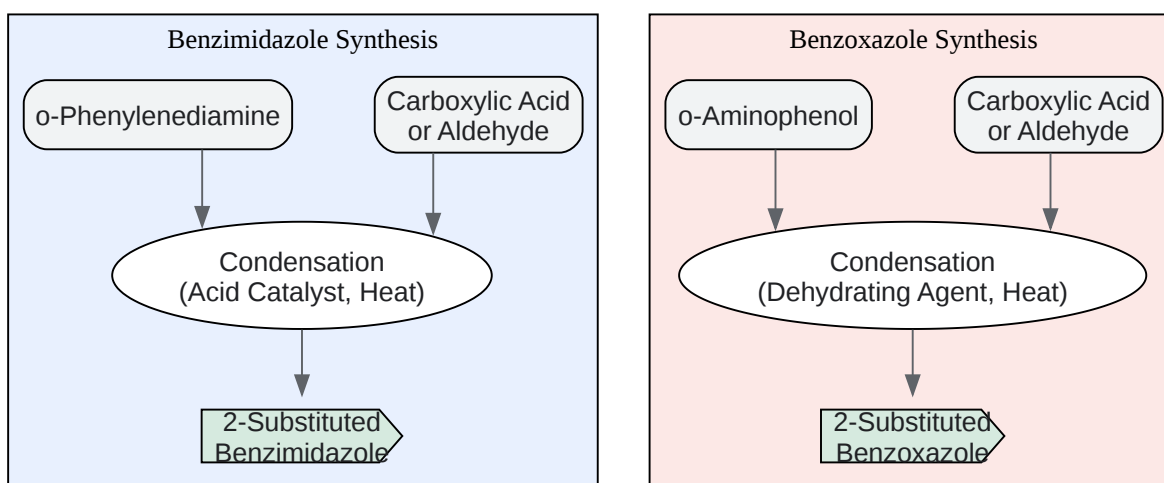 Benzimidazole Synthesis
o-Phenylenediamine
Carboxylic Acid
or Aldehyde
Condensation
(Acid Catalyst, Heat)
2-Substituted
Benzimidazole
Benzoxazole Synthesis
o-Aminophenol
Carboxylic Acid
or Aldehyde
Condensation
(Dehydrating Agent, Heat)
2-Substituted
Benzoxazole